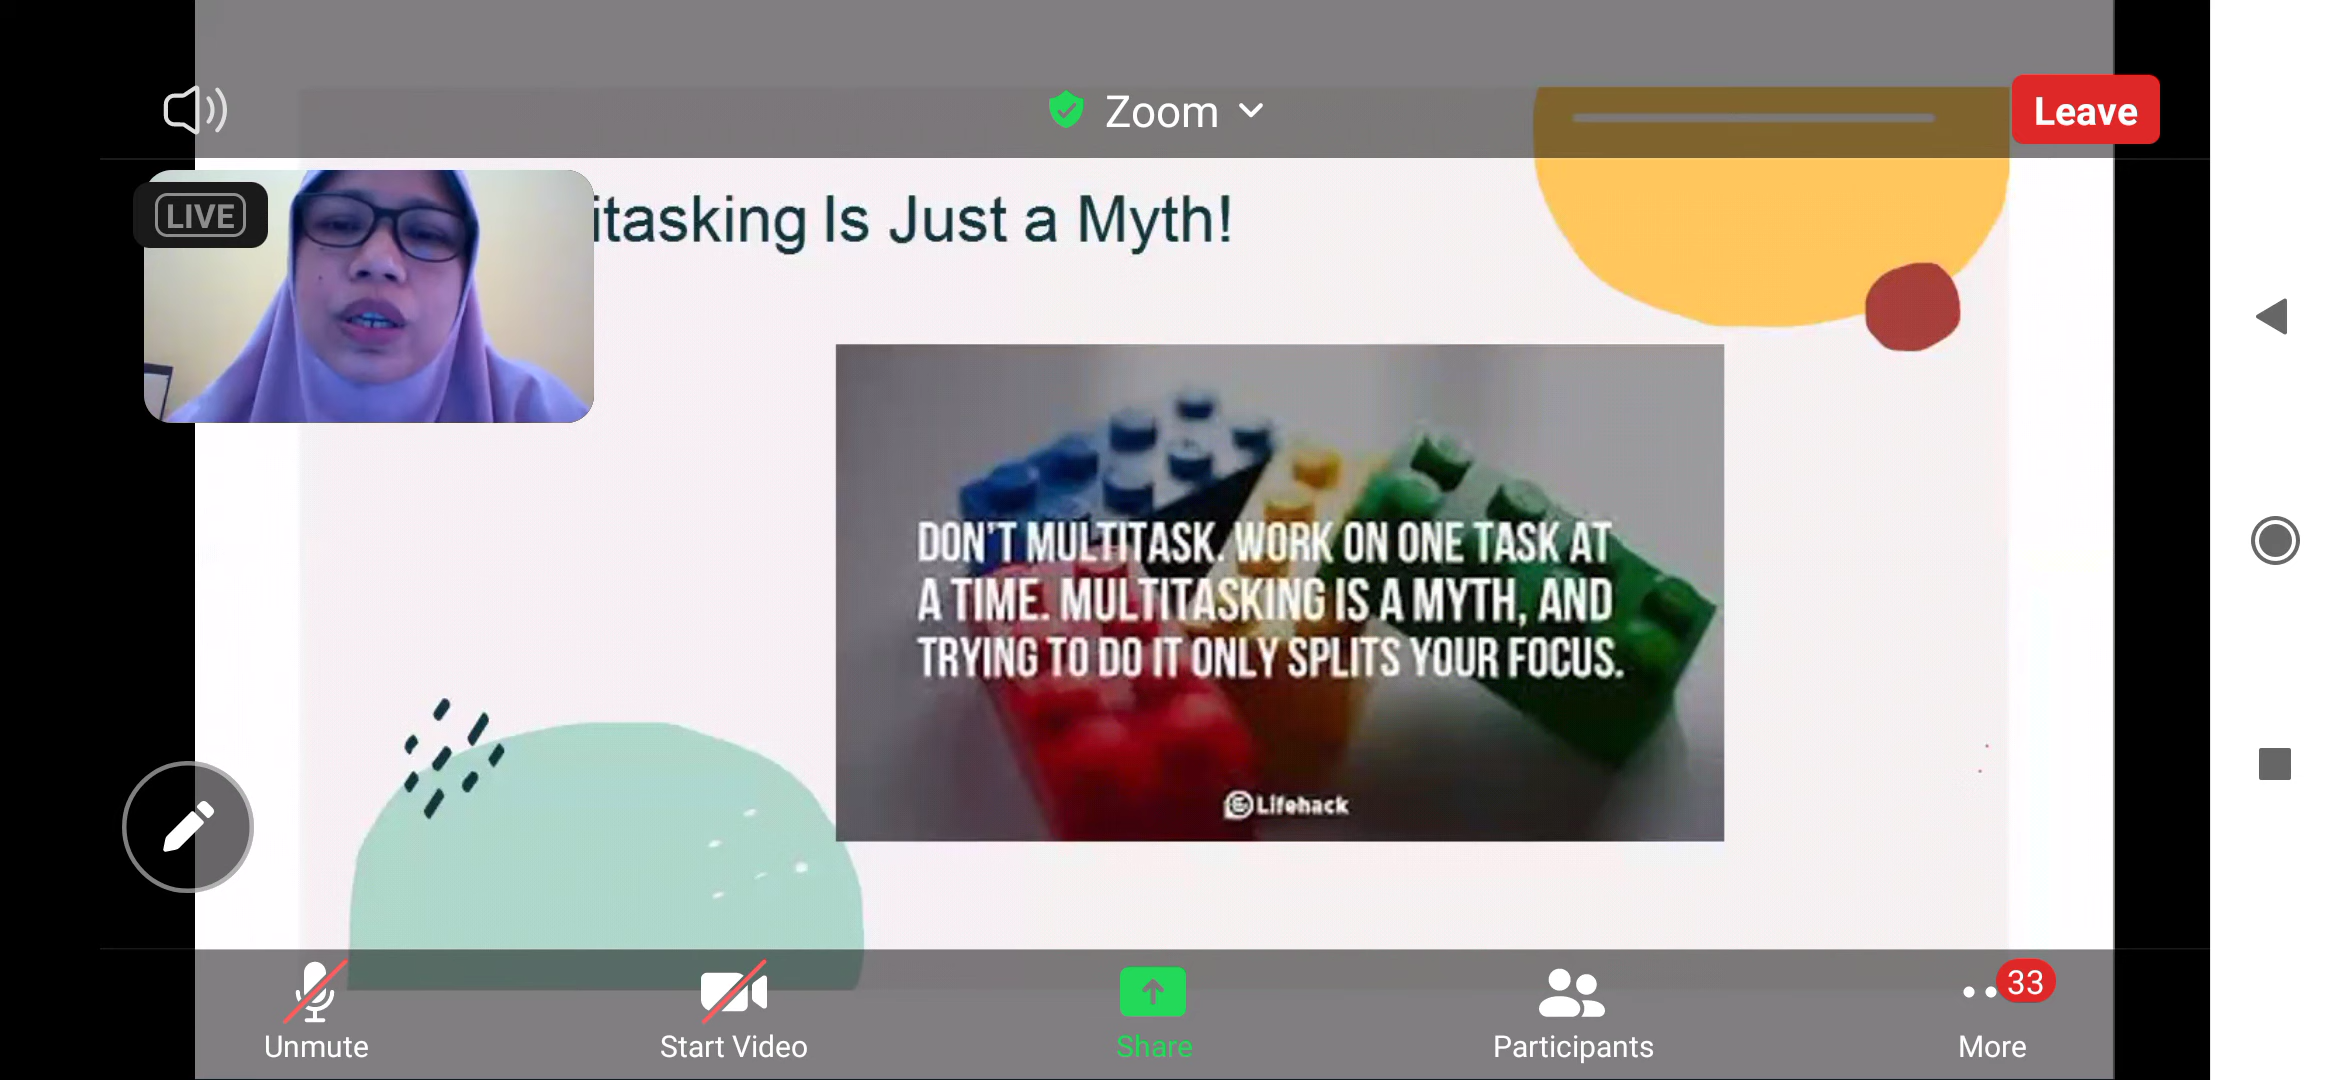 Zoom
Leave
LIVE
itasking Is Just a Myth!
DON'T MULTITASK. WORK ON ONE TASK AT
A TIME. MULTITASKING IS A MYTH, AND
TRYING TO DO IT ONLY SPLITS YOUR FOCUS.
Lifehack
33
Unmute
Start Video
Share
Participants
More